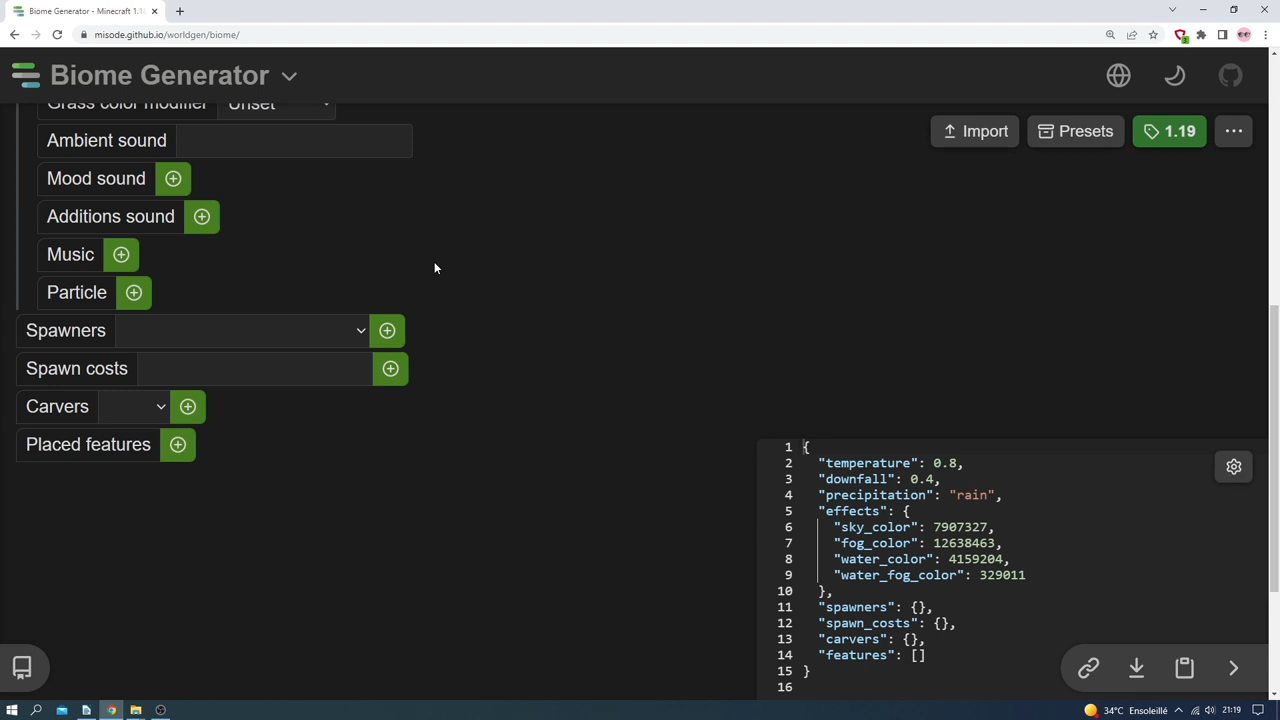 Biome Generator - Minecraft 1.1
misode.github.io/worldgen/biome/
3
Biome Generator
Grass color modifier Unset
Ambient sound
Import Presets 1.19
Mood sound
Additions sound
Music
Particle
Spawners
Spawn costs
Carvers
Placed features
1 {
2 "temperature": 0.8,
3 "downfall": 0.4,
4 "precipitation": "rain",
5 "effects": {
6 "sky_color": 7907327,
7 "fog_color": 12638463,
8 "water_color": 4159204,
9 "water_fog_color": 329011
10 },
11 "spawners": {},
12 "spawn_costs": {},
13 "carvers": {},
14 "features": []
15 }
16
34°C Ensoleillé 21:19